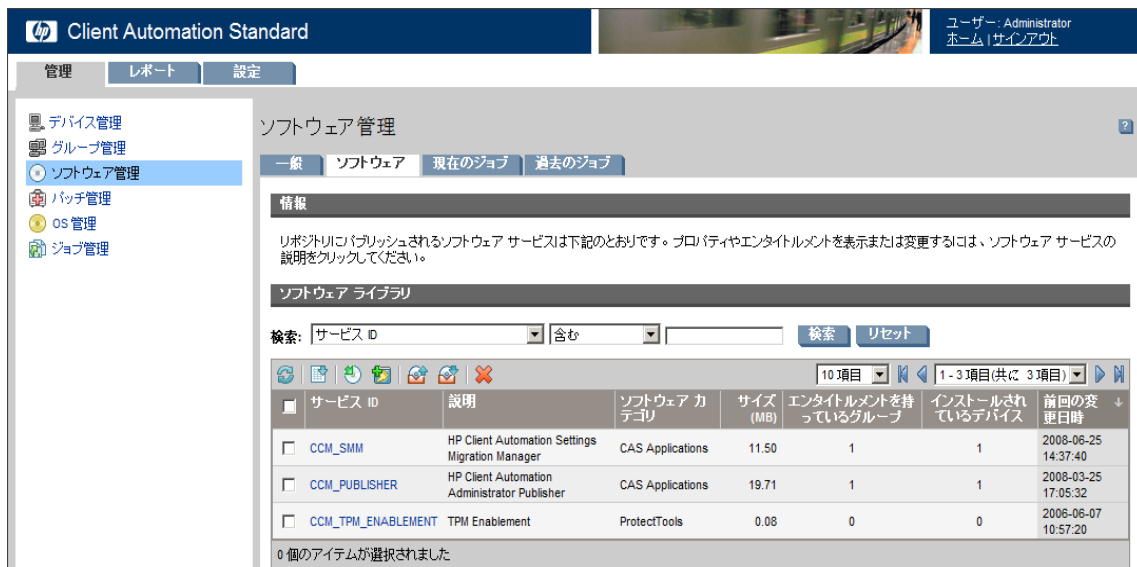 hp
Client Automation Standard
ユーザー: Administrator
ホーム | サインアウト
管理
レポート
設定
デバイス管理
グループ管理
ソフトウェア管理
パッチ管理
OS 管理
ジョブ管理
ソフトウェア管理
?
一般
ソフトウェア
現在のジョブ
過去のジョブ
情報
リポジトリにパブリッシュされるソフトウェア サービスは下記のとおりです。プロパティやエンタイトルメントを表示または変更するには、ソフトウェア サービスの
説明をクリックしてください。
ソフトウェア ライブラリ
検索: サービス ID 含む 検索 リセット
10 項目 1 - 3 項目(共に 3 項目)
サービス ID 説明 ソフトウェア カテゴリ サイズ (MB) エンタイトルメントを持っているグループ インストールされているデバイス 前回の変更日時
CCM_SMM HP Client Automation Settings Migration Manager CAS Applications 11.50 1 1 2008-06-25 14:37:40
CCM_PUBLISHER HP Client Automation Administrator Publisher CAS Applications 19.71 1 1 2008-03-25 17:05:32
CCM_TPM_ENABLEMENT TPM Enablement ProtectTools 0.08 0 0 2006-06-07 10:57:20
0 個のアイテムが選択されました